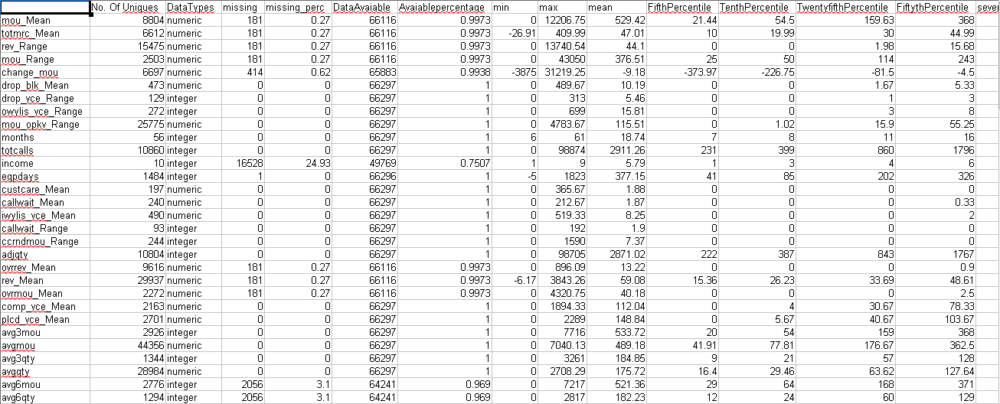 No. Of Uniques DataTypes missing missing_perc DataAvaiable Avaiablepercentage min max mean FifthPercentile TenthPercentile TwentyfifthPercentile FiftythPercentile sevei
mou_Mean 8804 numeric 181 0.27 66116 0.9973 0 12206.75 529.42 21.44 54.5 159.63 368
totmrc_Mean 6612 numeric 181 0.27 66116 0.9973 -26.91 409.99 47.01 10 19.99 30 44.99
rev_Range 15475 numeric 181 0.27 66116 0.9973 0 13740.54 44.1 0 0 1.98 15.68
mou_Range 2503 numeric 181 0.27 66116 0.9973 0 43050 376.51 25 50 114 243
change_mou 6697 numeric 414 0.62 65883 0.9938 -3875 31219.25 -9.18 -373.97 -226.75 -81.5 -4.5
drop_blk_Mean 473 numeric 0 0 66297 1 0 489.67 10.19 0 0 1.67 5.33
drop_vce_Range 129 integer 0 0 66297 1 0 313 5.46 0 0 1 3
owylis_vce_Range 272 integer 0 0 66297 1 0 699 15.81 0 0 3 8
mou_opkv_Range 25775 numeric 0 0 66297 1 0 4783.67 115.51 0 1.02 15.9 55.25
months 56 integer 0 0 66297 1 6 61 18.74 7 8 11 16
totcalls 10860 integer 0 0 66297 1 0 98874 2911.26 231 399 860 1796
income 10 integer 16528 24.93 49769 0.7507 1 9 5.79 1 3 4 6
eqpdays 1484 integer 1 0 66296 1 -5 1823 377.15 41 85 202 326
custcare_Mean 197 numeric 0 0 66297 1 0 365.67 1.88 0 0 0 0
callwait_Mean 240 numeric 0 0 66297 1 0 212.67 1.87 0 0 0 0.33
iwylis_vce_Mean 490 numeric 0 0 66297 1 0 519.33 8.25 0 0 0 2
callwait_Range 93 integer 0 0 66297 1 0 192 1.9 0 0 0 0
ccrndmou_Range 244 integer 0 0 66297 1 0 1590 7.37 0 0 0 0
adjqty 10804 integer 0 0 66297 1 0 98705 2871.02 222 387 843 1767
ovrrev_Mean 9616 numeric 181 0.27 66116 0.9973 0 896.09 13.22 0 0 0 0.9
rev_Mean 29937 numeric 181 0.27 66116 0.9973 -6.17 3843.26 59.08 15.36 26.23 33.69 48.61
ovrmou_Mean 2272 numeric 181 0.27 66116 0.9973 0 4320.75 40.18 0 0 0 2.5
comp_vce_Mean 2163 numeric 0 0 66297 1 0 1894.33 112.04 0 4 30.67 78.33
plcd_vce_Mean 2701 numeric 0 0 66297 1 0 2289 148.84 0 5.67 40.67 103.67
avg3mou 2926 integer 0 0 66297 1 0 7716 533.72 20 54 159 368
avgmou 44356 numeric 0 0 66297 1 0 7040.13 489.18 41.91 77.81 176.67 362.5
avg3qty 1344 integer 0 0 66297 1 0 3261 184.85 9 21 57 128
avgqty 28984 numeric 0 0 66297 1 0 2708.29 175.72 16.4 29.46 63.62 127.64
avg6mou 2776 integer 2056 3.1 64241 0.969 0 7217 521.36 29 64 168 371
avg6qty 1294 integer 2056 3.1 64241 0.969 0 2817 182.23 12 24 60 129